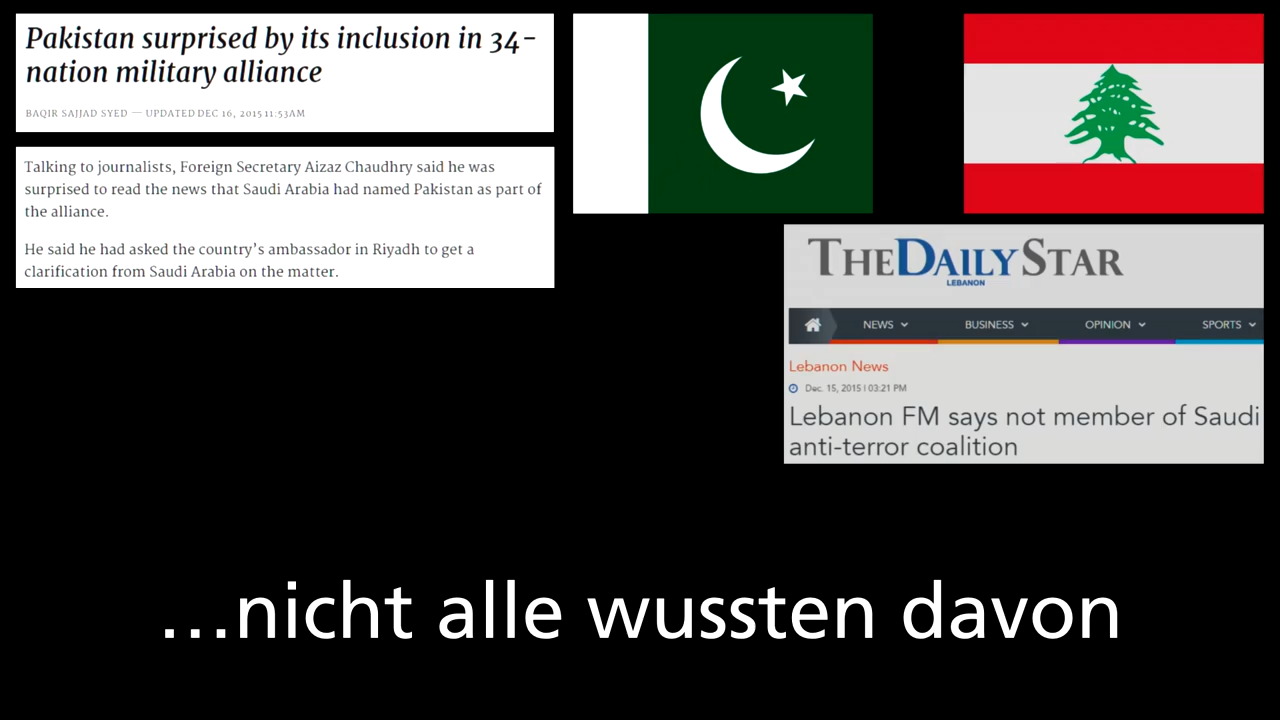 Pakistan surprised by its inclusion in 34-
nation military alliance
BAQIR SAJJAD SYED — UPDATED DEC 16, 2015 11:53AM
Talking to journalists, Foreign Secretary Aizaz Chaudhry said he was
surprised to read the news that Saudi Arabia had named Pakistan as part of
the alliance.
He said he had asked the country’s ambassador in Riyadh to get a
clarification from Saudi Arabia on the matter.
THE DAILY STAR
LEBANON
NEWS BUSINESS OPINION SPORTS
Lebanon News
Dec. 15, 2015 | 03:21 PM
Lebanon FM says not member of Saudi
anti-terror coalition
...nicht alle wussten davon